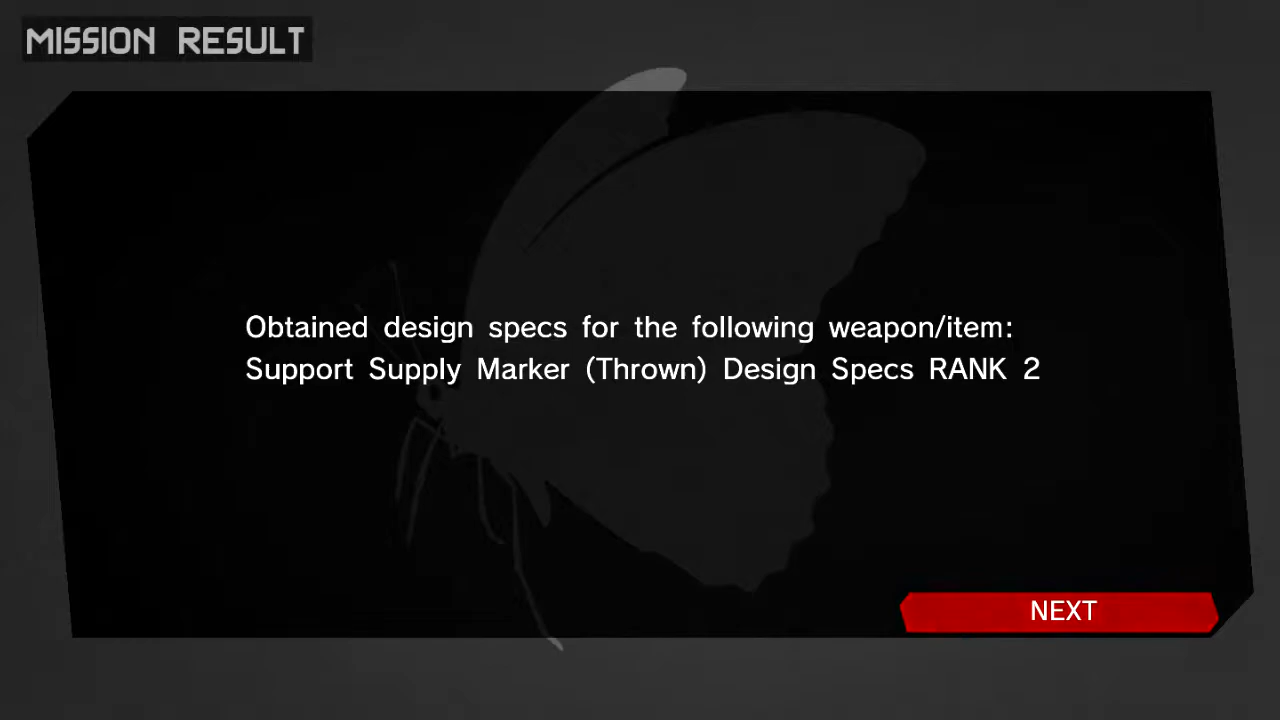 MISSION RESULT
Obtained design specs for the following weapon/item:
Support Supply Marker (Thrown) Design Specs RANK 2
NEXT